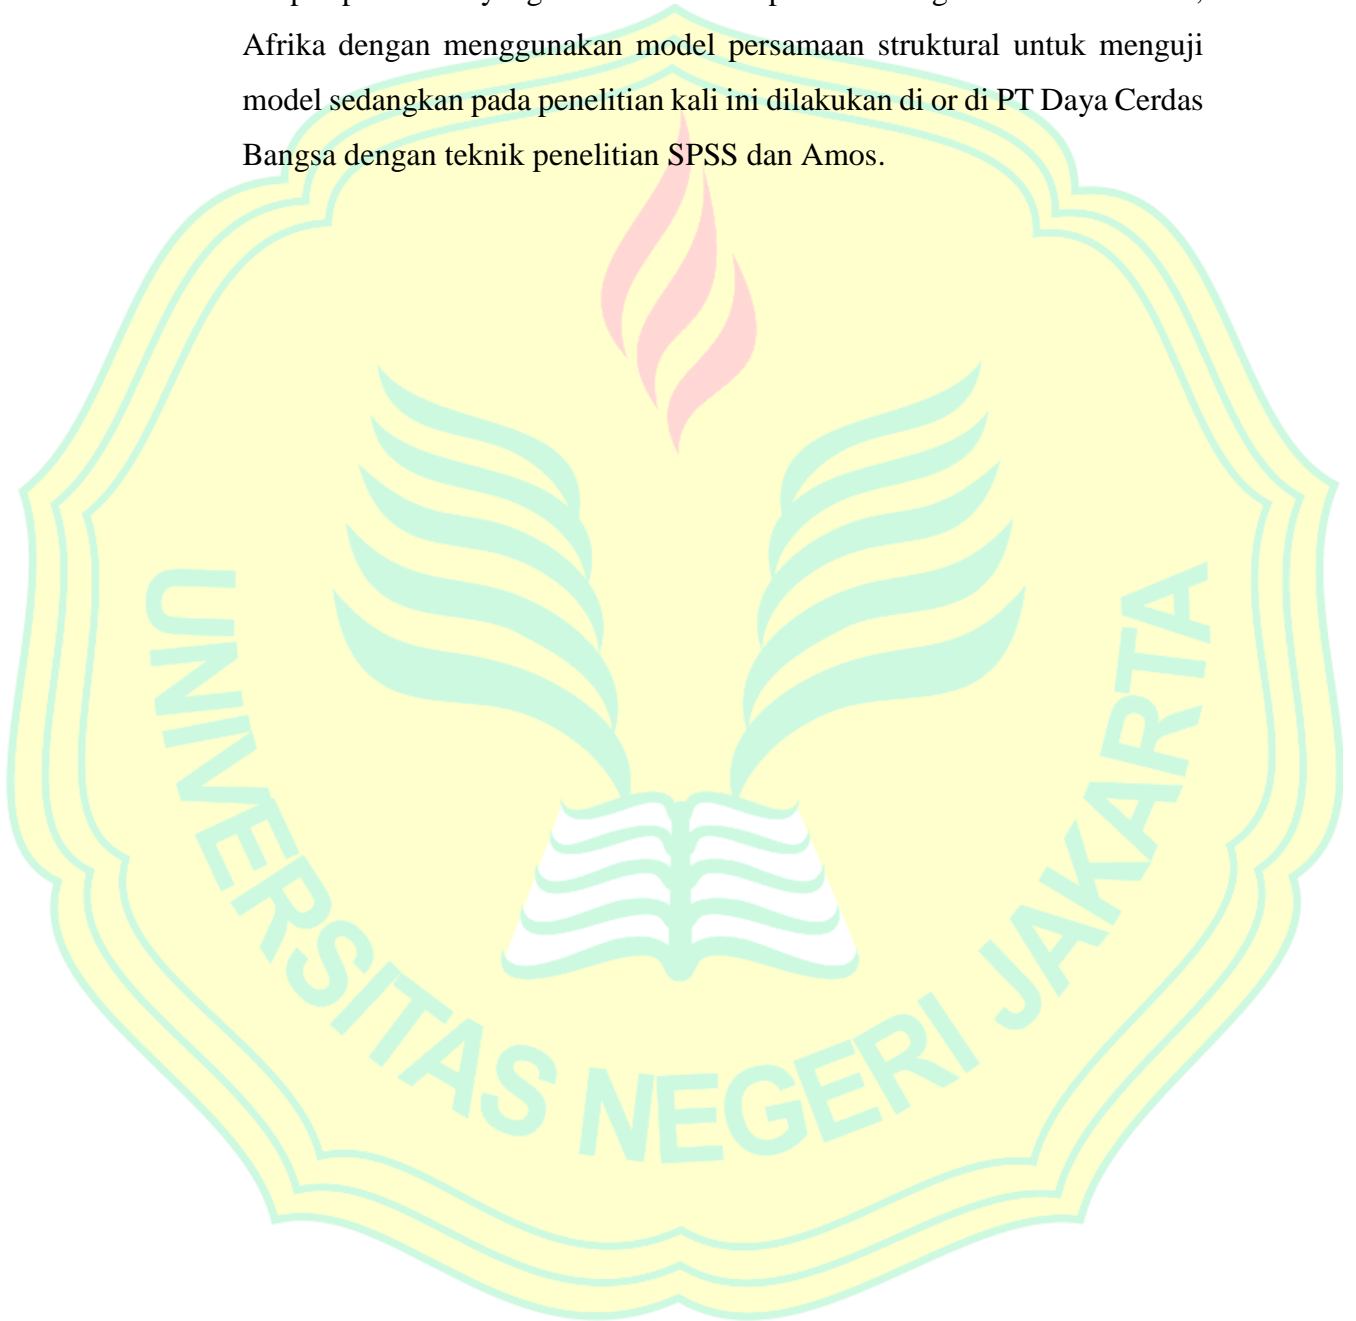 Afrika dengan menggunakan model persamaan struktural untuk menguji
model sedangkan pada penelitian kali ini dilakukan di or di PT Daya Cerdas
Bangsa dengan teknik penelitian SPSS dan Amos.
UNIVERSITAS NEGERI JAKARTA